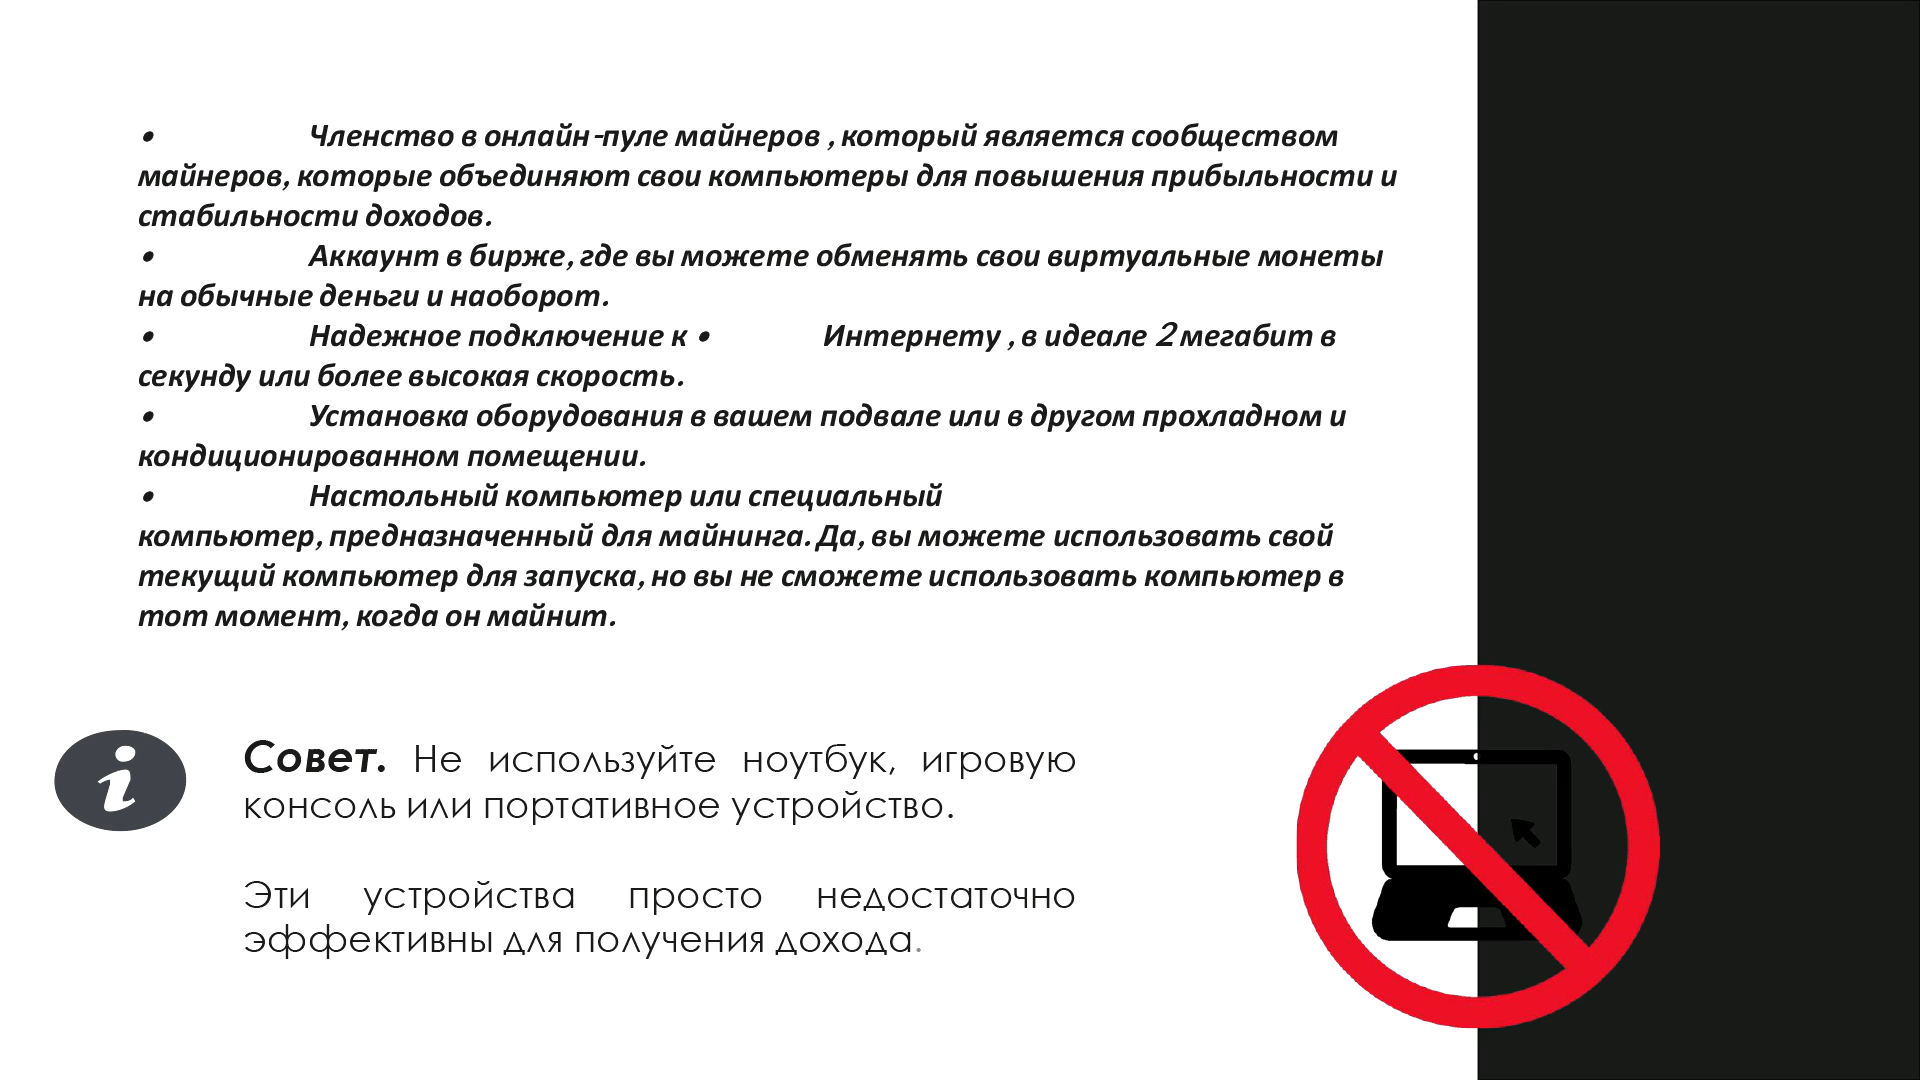 • Членство в онлайн-пуле майнеров , который является сообществом
майнеров, которые объединяют свои компьютеры для повышения прибыльности и
стабильности доходов.
• Аккаунт в бирже, где вы можете обменять свои виртуальные монеты
на обычные деньги и наоборот.
• Надежное подключение к • Интернету , в идеале 2 мегабит в
секунду или более высокая скорость.
• Установка оборудования в вашем подвале или в другом прохладном и
кондиционированном помещении.
• Настольный компьютер или специальный
компьютер, предназначенный для майнинга. Да, вы можете использовать свой
текущий компьютер для запуска, но вы не сможете использовать компьютер в
тот момент, когда он майнит.
i
Совет. Не используйте ноутбук, игровую
консоль или портативное устройство.
Эти устройства просто недостаточно
эффективны для получения дохода.